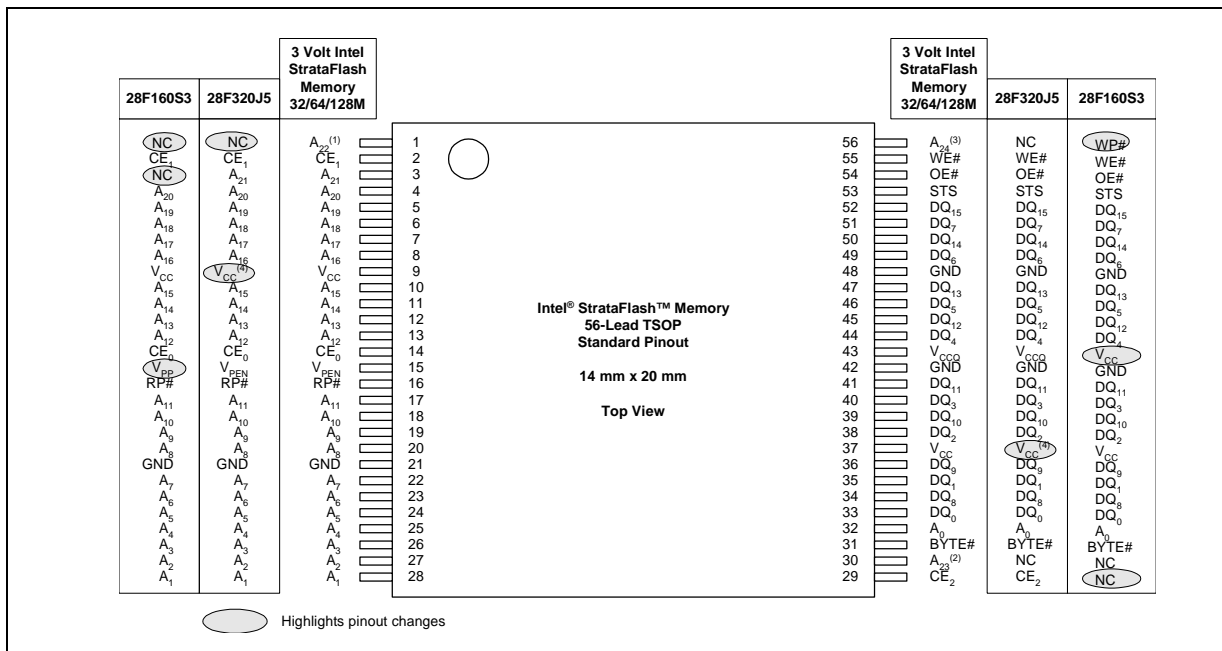 3 Volt Intel
StrataFlash
Memory
32/64/128M
28F160S3 28F320J5
3 Volt Intel
StrataFlash
Memory
32/64/128M
28F320J5 28F160S3
NC NC A22(1) 1 56 A24(3) NC WP#
CE1 CE1 CE1 2 55 WE# WE# WE#
NC A21 A21 3 54 OE# OE# OE#
A20 A20 A20 4 53 STS STS STS
A19 A19 A19 5 52 DQ15 DQ15 DQ15
A18 A18 A18 6 51 DQ7 DQ7 DQ7
A17 A17 A17 7 50 DQ14 DQ14 DQ14
A16 A16 A16 8 49 DQ6 DQ6 DQ6
VCC VCC(4) VCC 9 48 GND GND GND
A15 A15 A15 10 47 DQ13 DQ13 DQ13
A14 A14 A14 11 46 DQ5 DQ5 DQ5
A13 A13 A13 12 45 DQ12 DQ12 DQ12
A12 A12 A12 13 44 DQ4 DQ4 DQ4
CE0 CE0 CE0 14 43 VCCQ VCCQ VCC
VPP VPEN VPEN 15 42 GND GND GND
RP# RP# RP# 16 41 DQ11 DQ11 DQ11
A11 A11 A11 17 40 DQ3 DQ3 DQ3
A10 A10 A10 18 39 DQ10 DQ10 DQ10
A9 A9 A9 19 38 DQ2 DQ2 DQ2
A8 A8 A8 20 37 VCC VCC(4) VCC
GND GND GND 21 36 DQ9 DQ9 DQ9
A7 A7 A7 22 35 DQ1 DQ1 DQ1
A6 A6 A6 23 34 DQ8 DQ8 DQ8
A5 A5 A5 24 33 DQ0 DQ0 DQ0
A4 A4 A4 25 32 A0 A0 A0
A3 A3 A3 26 31 BYTE# BYTE# BYTE#
A2 A2 A2 27 30 A23(2) NC NC
A1 A1 A1 28 29 CE2 CE2 NC
Intel® StrataFlash™ Memory
56-Lead TSOP
Standard Pinout
14 mm x 20 mm
Top View
Highlights pinout changes